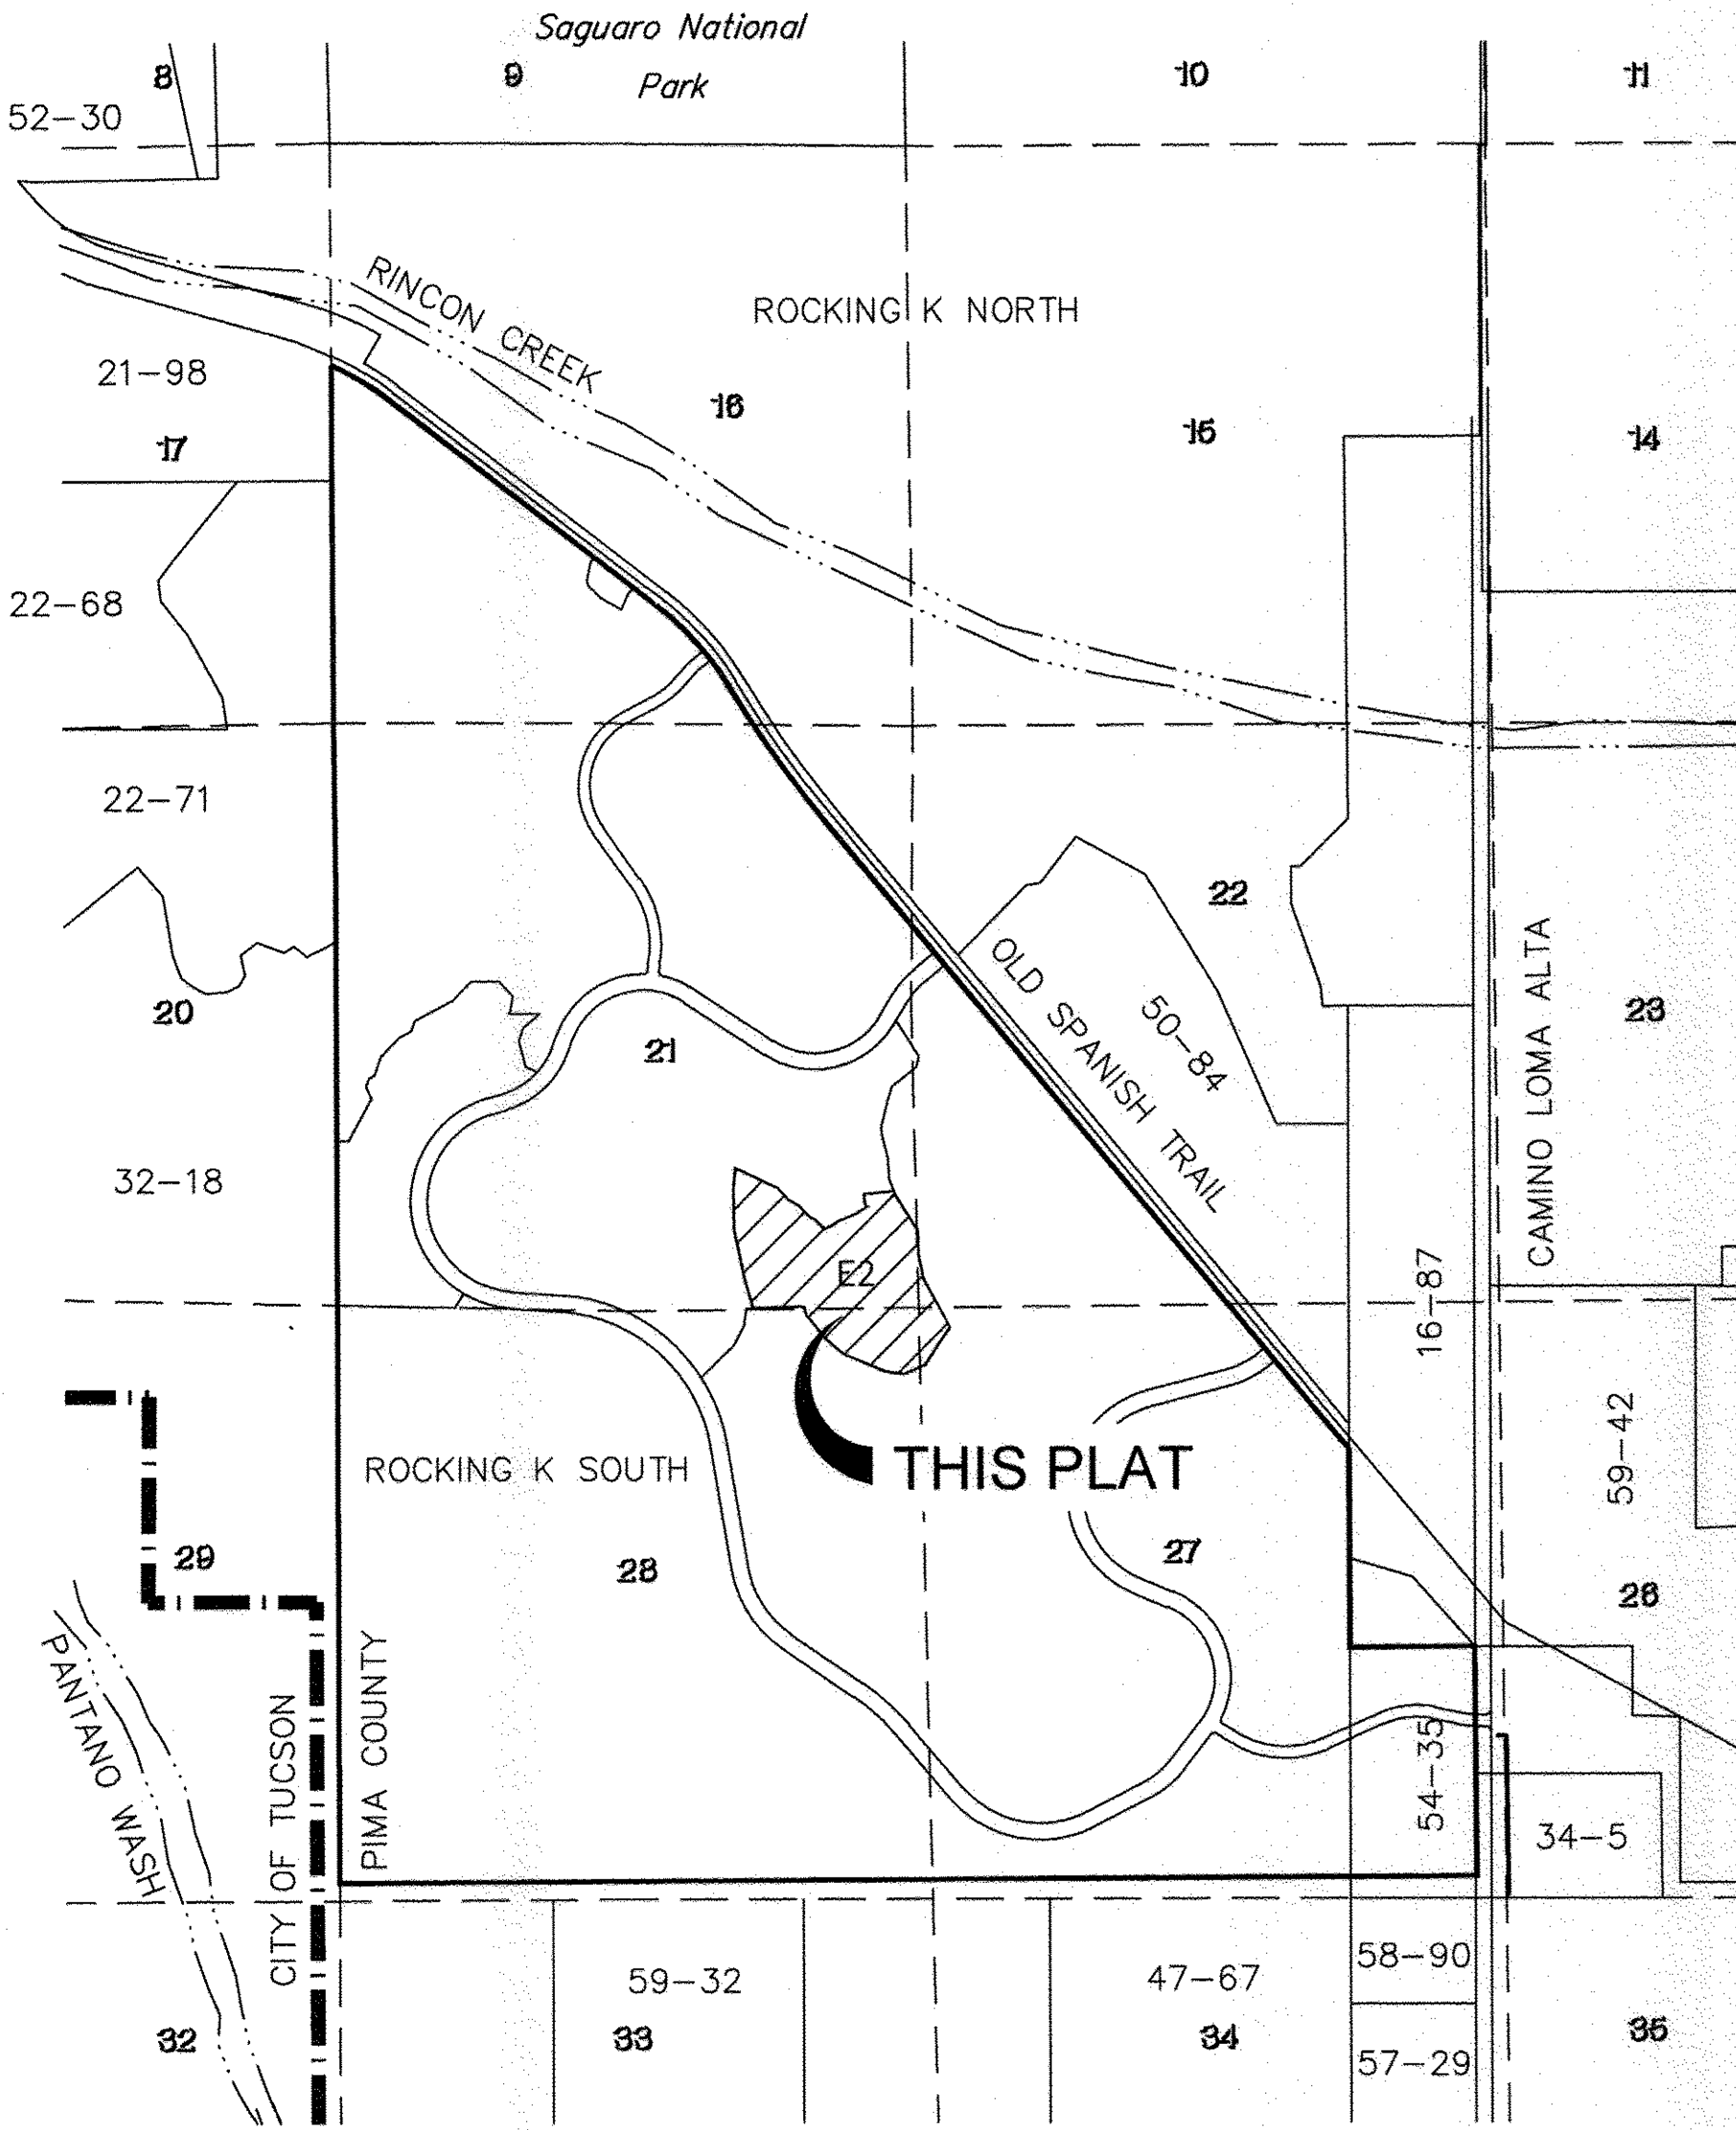 Saguaro National
Park
8
9
10
11
52-30
RINCON CREEK
ROCKING K NORTH
21-98
16
15
14
17
22-68
22-71
22
OLD SPANISH TRAIL
50-84
CAMINO LOMA ALTA
20
21
23
32-18
E2
16-87
59-42
ROCKING K SOUTH
THIS PLAT
29
28
27
26
PANTANO WASH
CITY OF TUCSON
PIMA COUNTY
54-35
34-5
59-32
47-67
58-90
32
33
34
35
57-29